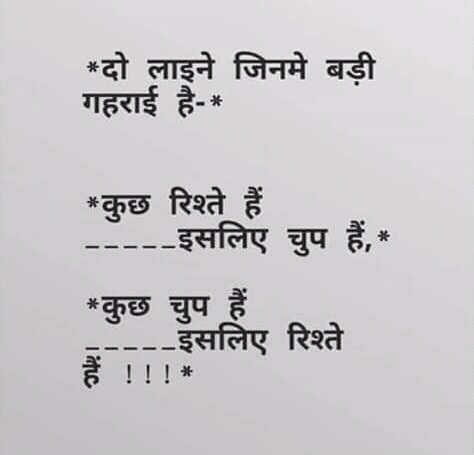 *दो लाइने जिनमे बड़ी
गहराई है-*
*कुछ रिश्ते हैं
_____इसलिए चुप हैं,*
*कुछ चुप हैं
_____इसलिए रिश्ते
हैं !!!*